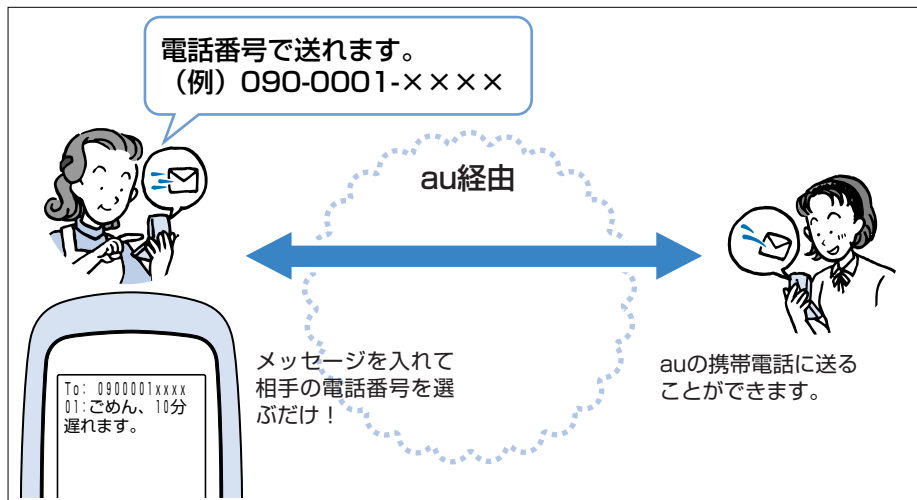 電話番号で送れます。
（例）090-0001-××××
au経由
メッセージを入れて
相手の電話番号を選
ぶだけ！
auの携帯電話に送る
ことができます。
To: 0900001xxxx
01:ごめん、10分
遅れます。